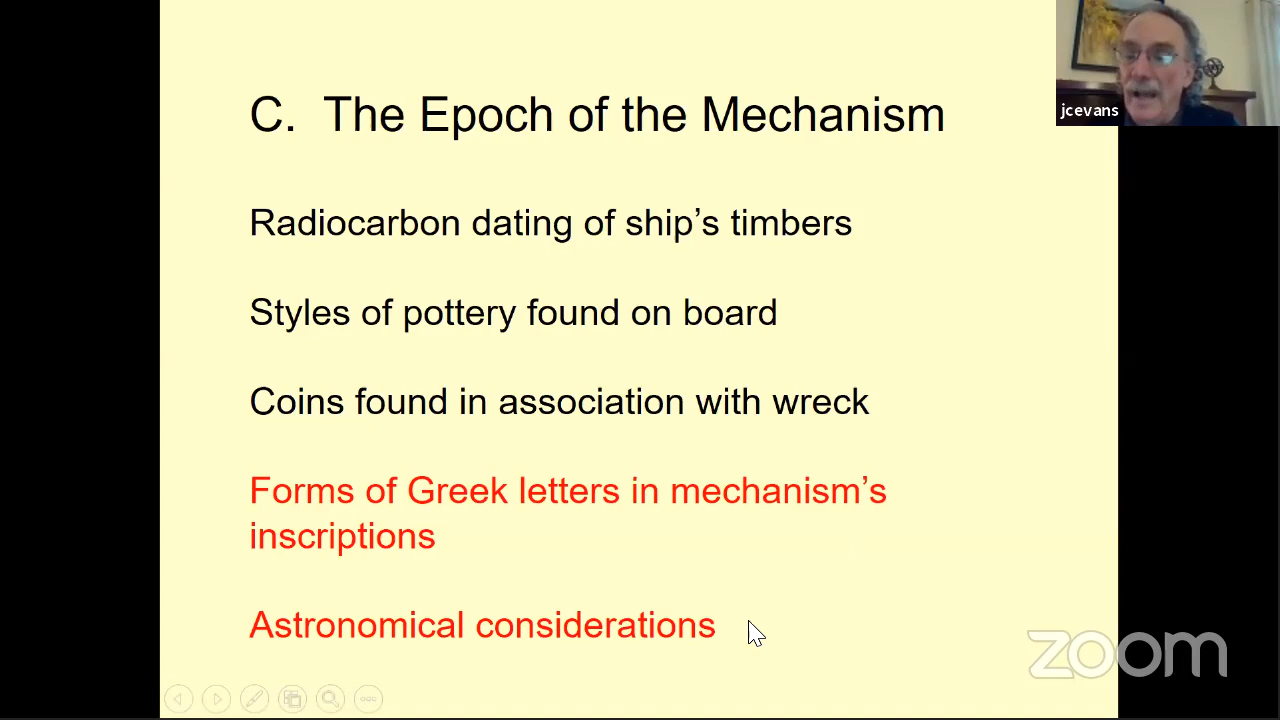 C. The Epoch of the Mechanism
jcevans
Radiocarbon dating of ship’s timbers
Styles of pottery found on board
Coins found in association with wreck
Forms of Greek letters in mechanism’s
inscriptions
Astronomical considerations
zoom